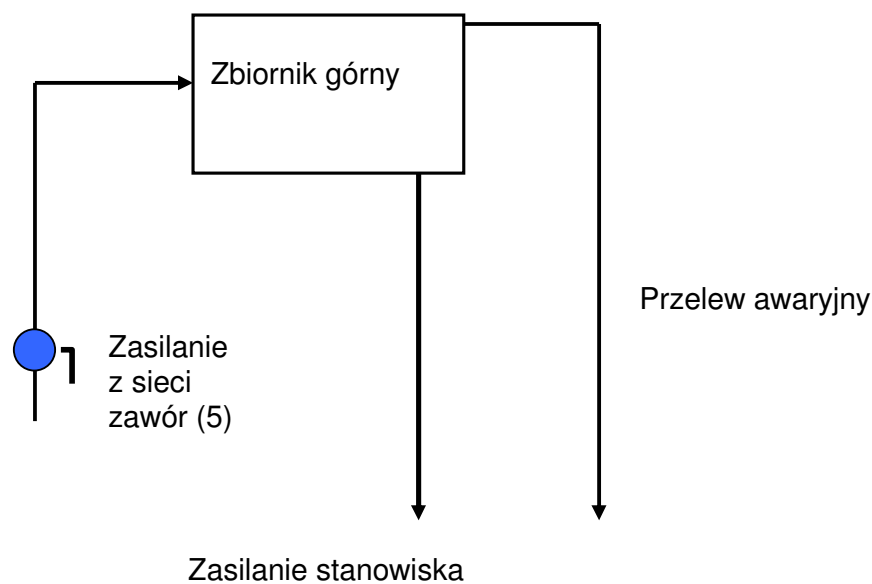 Zbiornik górny
Przelew awaryjny
Zasilanie
z sieci
zawór (5)
Zasilanie stanowiska